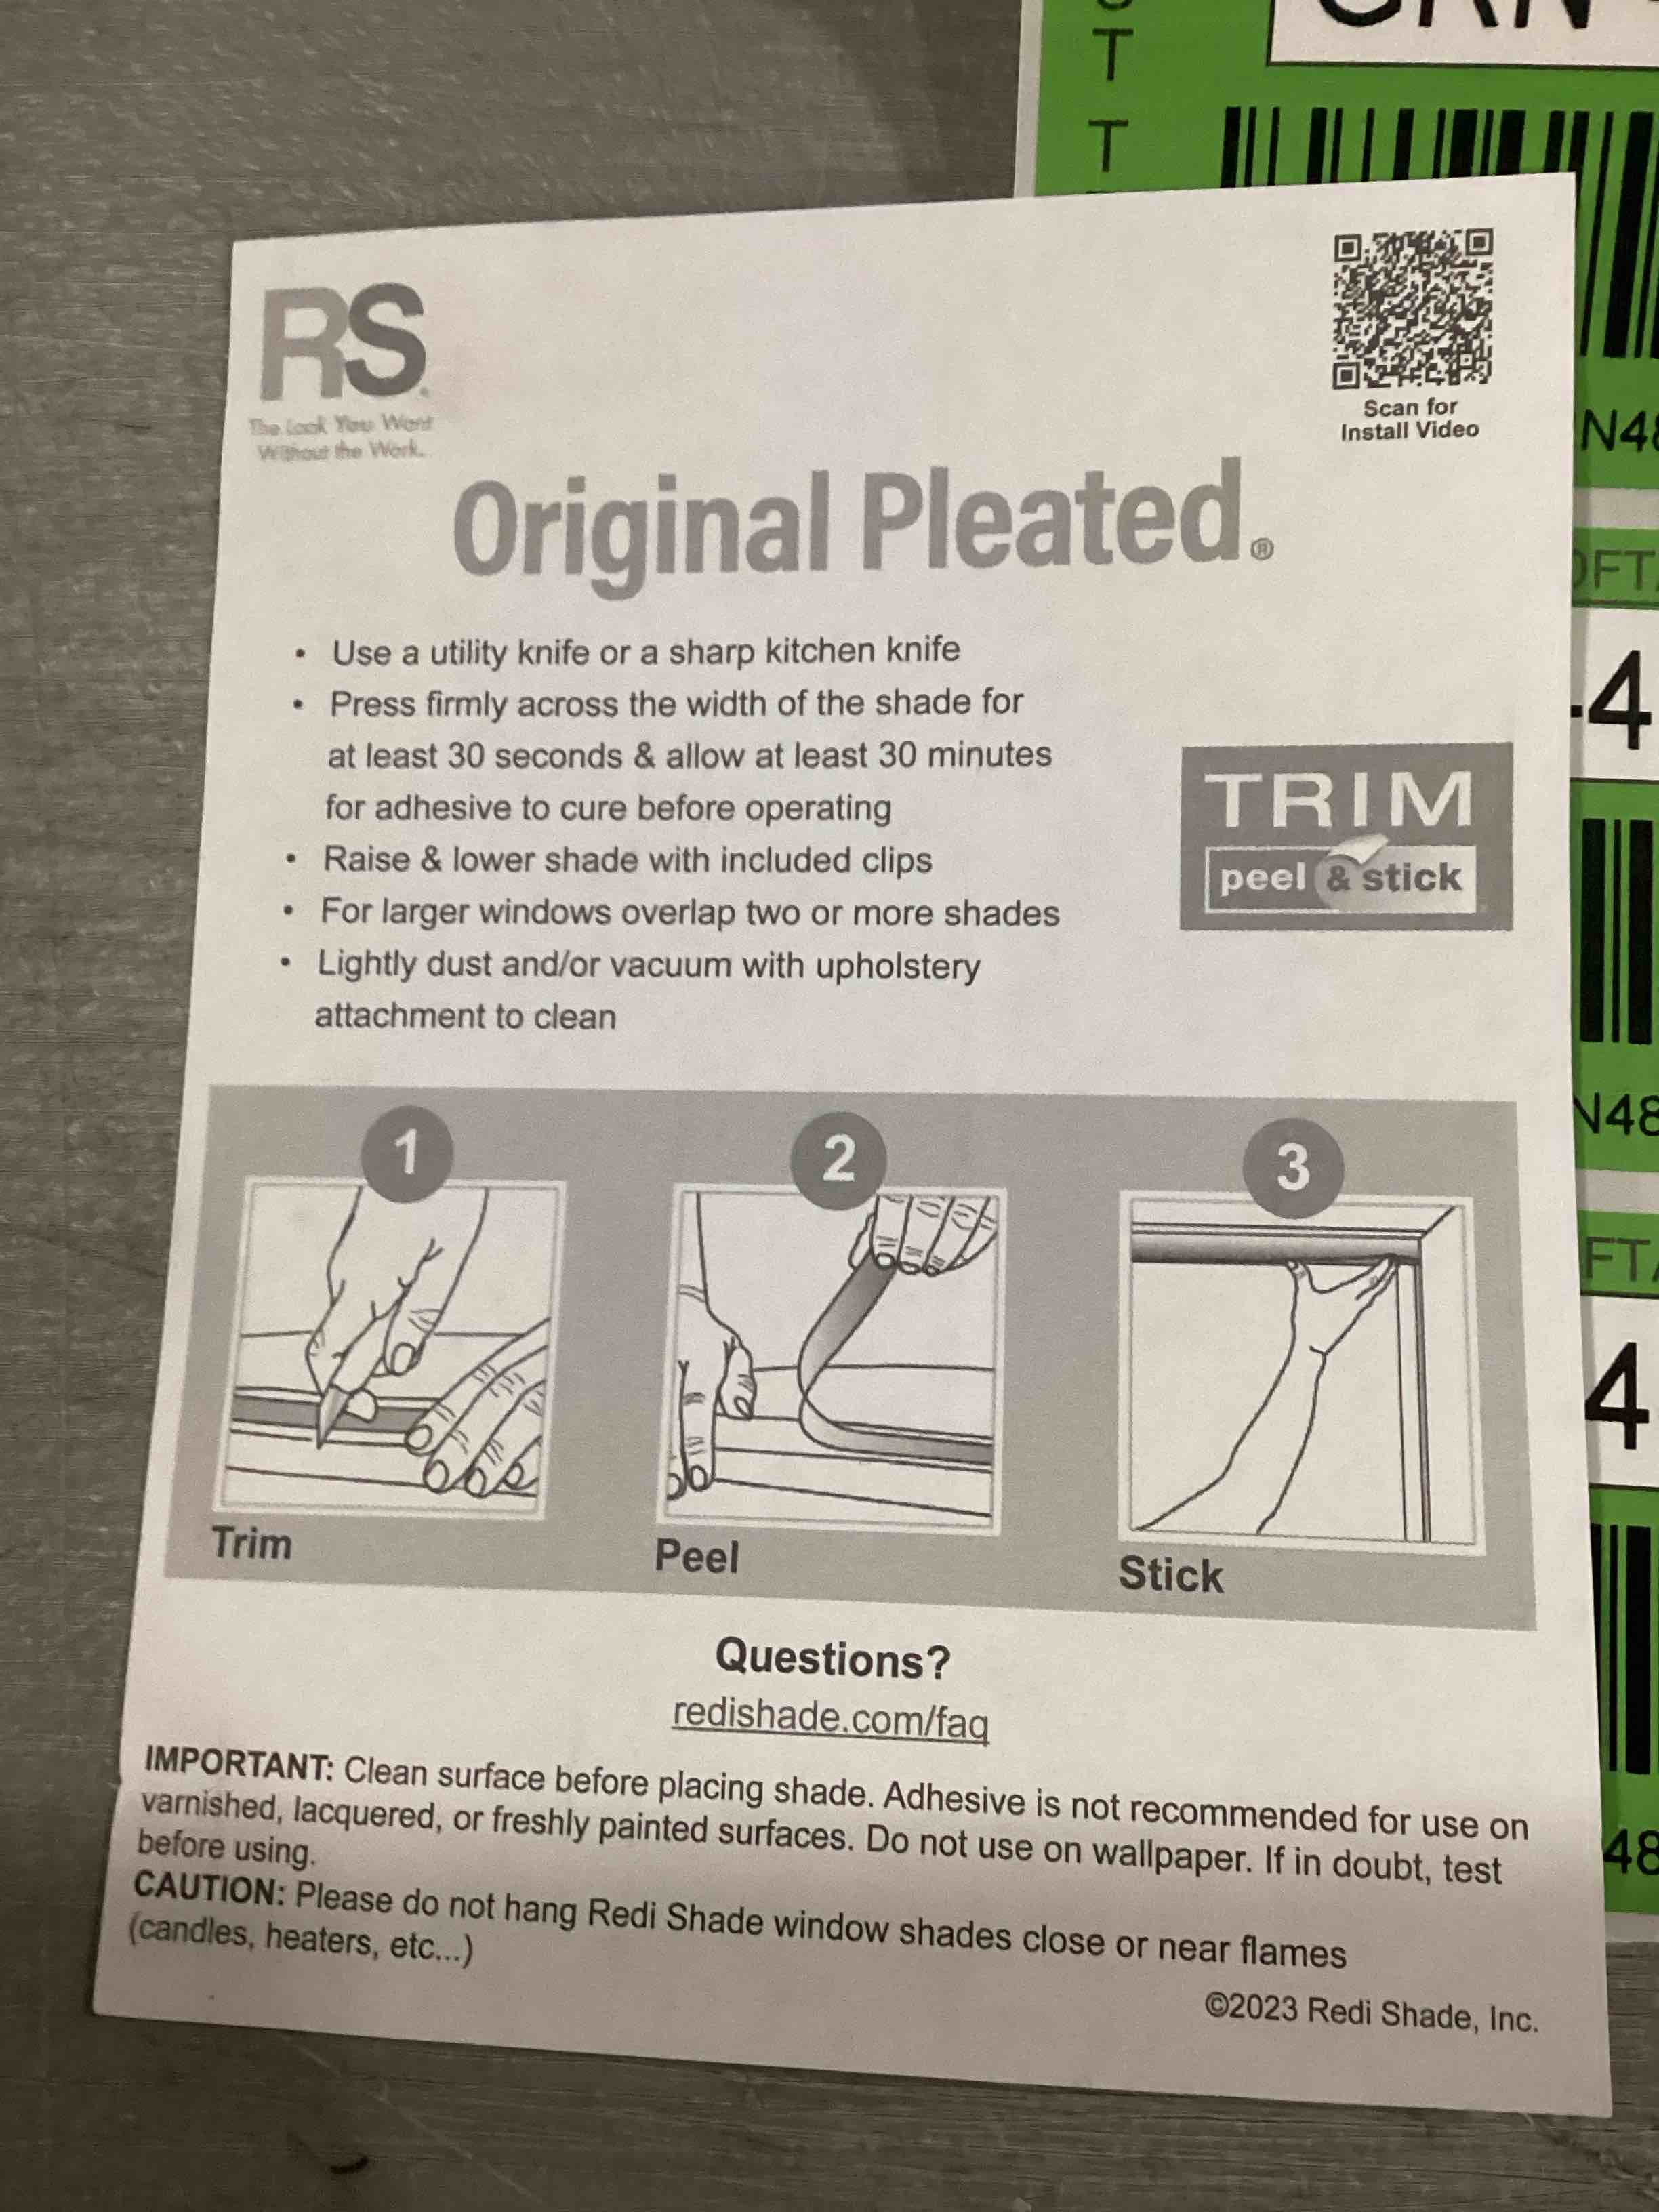 T
T
RS
The Look You Want
Without the Work.
Scan for
Install Video
Original Pleated®
• Use a utility knife or a sharp kitchen knife
• Press firmly across the width of the shade for
at least 30 seconds & allow at least 30 minutes
for adhesive to cure before operating
• Raise & lower shade with included clips
• For larger windows overlap two or more shades
• Lightly dust and/or vacuum with upholstery
attachment to clean
TRIM
peel & stick
1
2
3
Trim
Peel
Stick
Questions?
redishade.com/faq
IMPORTANT: Clean surface before placing shade. Adhesive is not recommended for use on
varnished, lacquered, or freshly painted surfaces. Do not use on wallpaper. If in doubt, test
before using.
CAUTION: Please do not hang Redi Shade window shades close or near flames
(candles, heaters, etc...)
©2023 Redi Shade, Inc.
N48
-4
N48
4
48